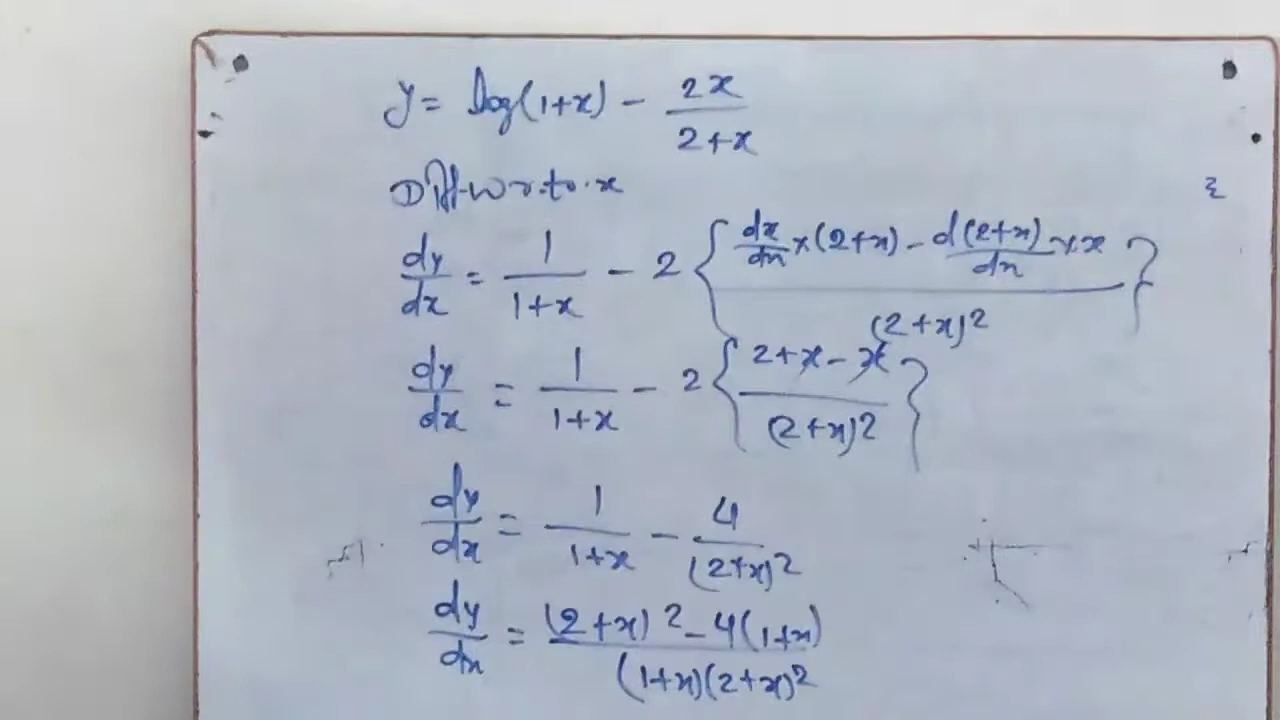 y = log(1+x) - 2x/(2+x)
Diff w.r.to.x
dy/dx = 1/(1+x) - 2 { (dx/dx × (2+x) - d(2+x)/dx × x)/(2+x)² }
dy/dx = 1/(1+x) - 2 { (2+x-x)/(2+x)² }
dy/dx = 1/(1+x) - 4/(2+x)²
dy/dx = ((2+x)² - 4(1+x))/((1+x)(2+x)²)